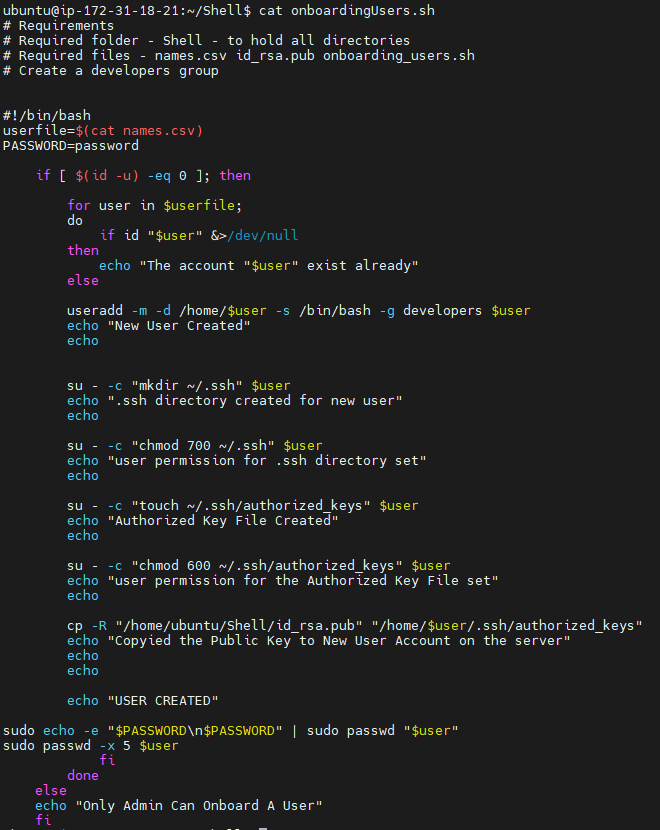 ubuntu@ip-172-31-18-21:~/Shell$ cat onboardingUsers.sh
# Requirements
# Required folder - Shell - to hold all directories
# Required files - names.csv id_rsa.pub onboarding_users.sh
# Create a developers group
#!/bin/bash
userfile=$(cat names.csv)
PASSWORD=password
if [ $(id -u) -eq 0 ]; then
for user in $userfile;
do
if id "$user" &>/dev/null
then
echo "The account "$user" exist already"
else
useradd -m -d /home/$user -s /bin/bash -g developers $user
echo "New User Created"
echo
su - -c "mkdir ~/.ssh" $user
echo ".ssh directory created for new user"
echo
su - -c "chmod 700 ~/.ssh" $user
echo "user permission for .ssh directory set"
echo
su - -c "touch ~/.ssh/authorized_keys" $user
echo "Authorized Key File Created"
echo
su - -c "chmod 600 ~/.ssh/authorized_keys" $user
echo "user permission for the Authorized Key File set"
echo
cp -R "/home/ubuntu/Shell/id_rsa.pub" "/home/$user/.ssh/authorized_keys"
echo "Copyied the Public Key to New User Account on the server"
echo
echo
echo "USER CREATED"
sudo echo -e "$PASSWORD\n$PASSWORD" | sudo passwd "$user"
sudo passwd -x 5 $user
fi
done
else
echo "Only Admin Can Onboard A User"
fi